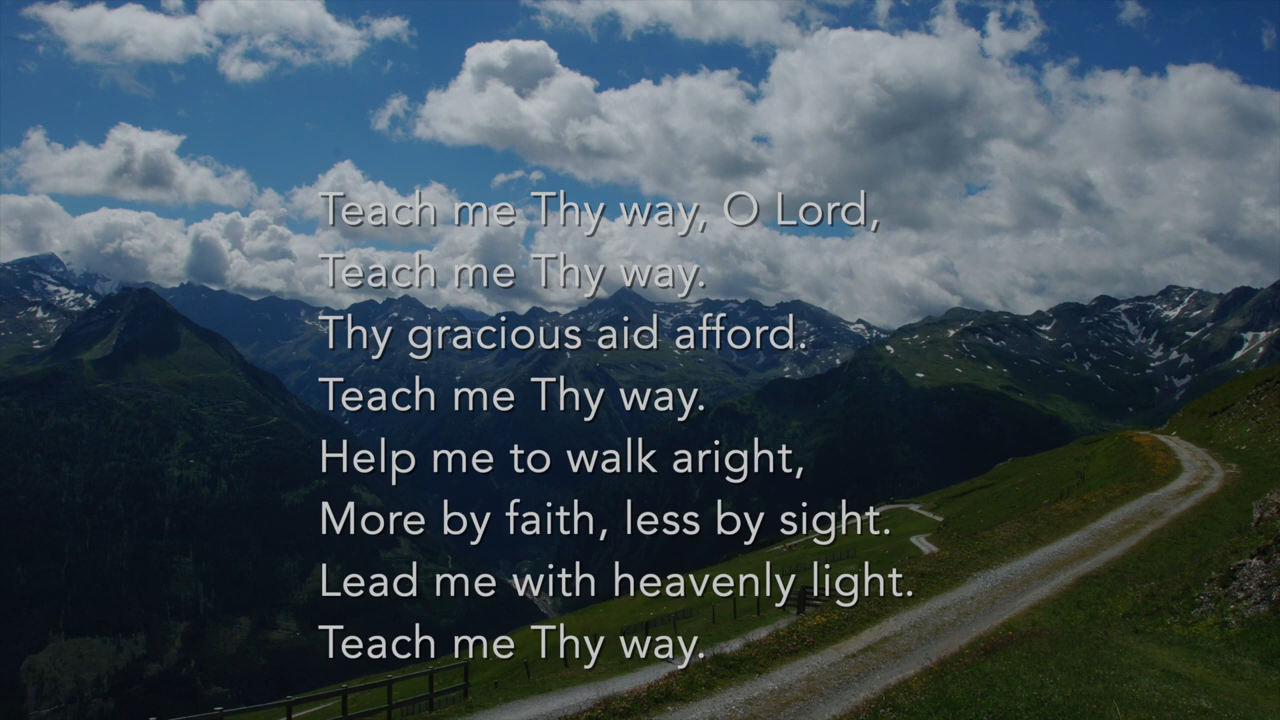 Teach me Thy way, O Lord,
Teach me Thy way.
Thy gracious aid afford.
Teach me Thy way.
Help me to walk aright,
More by faith, less by sight.
Lead me with heavenly light.
Teach me Thy way.